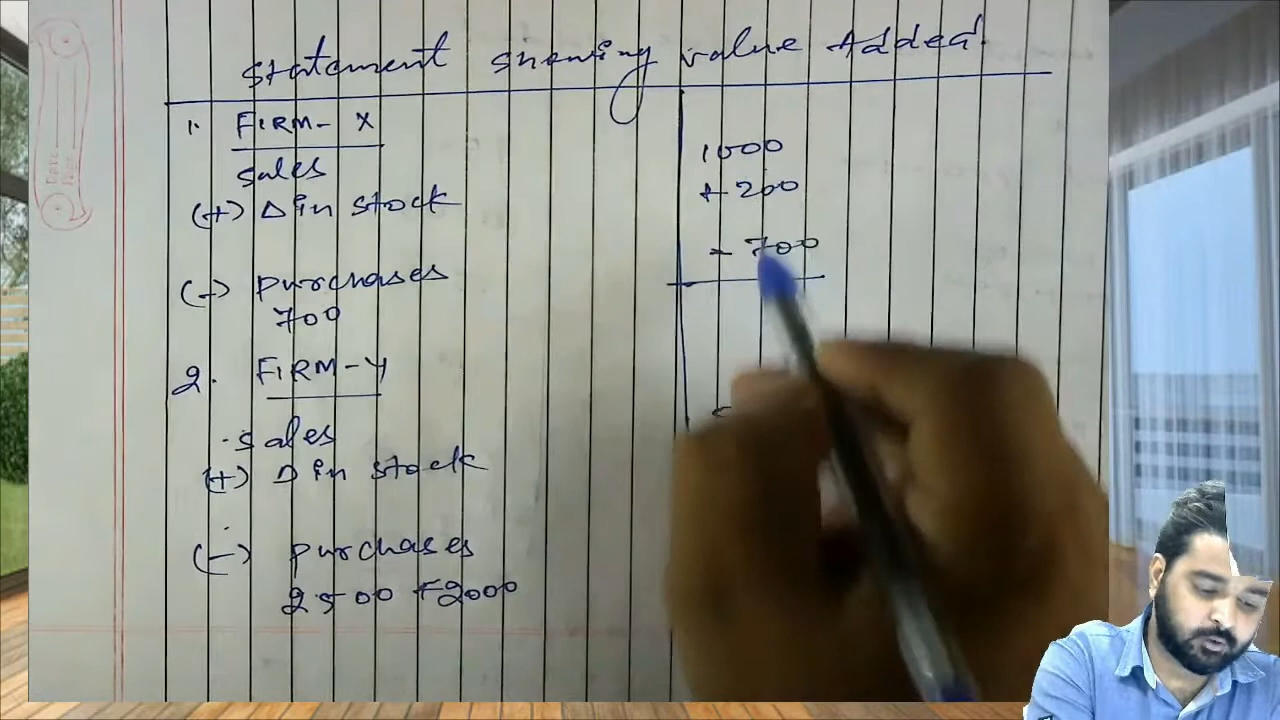 Statement showing value Added.
1. FIRM - X
sales 1000
(+) Δ in stock + 200
(-) purchases - 700
700
2. FIRM - Y
sales
(+) Δ in stock
(-) purchases
2500 + 2000
Date